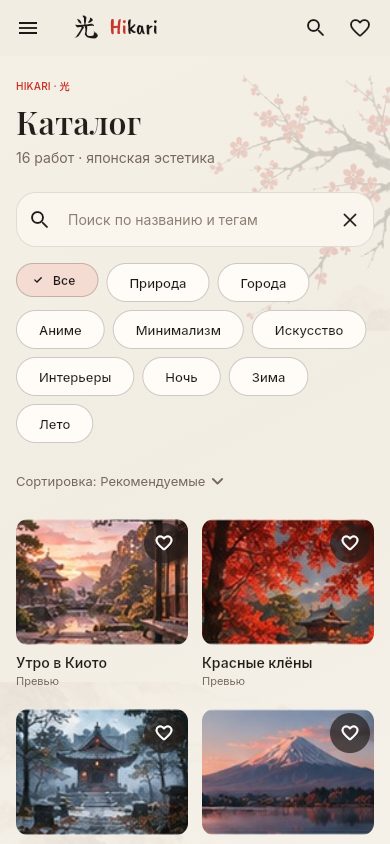 光 Hikari
HIKARI · 光
Каталог
16 работ · японская эстетика
Поиск по названию и тегам
Все Природа Города
Аниме Минимализм Искусство
Интерьеры Ночь Зима
Лето
Сортировка: Рекомендуемые
Утро в Киото Красные клёны
Превью Превью